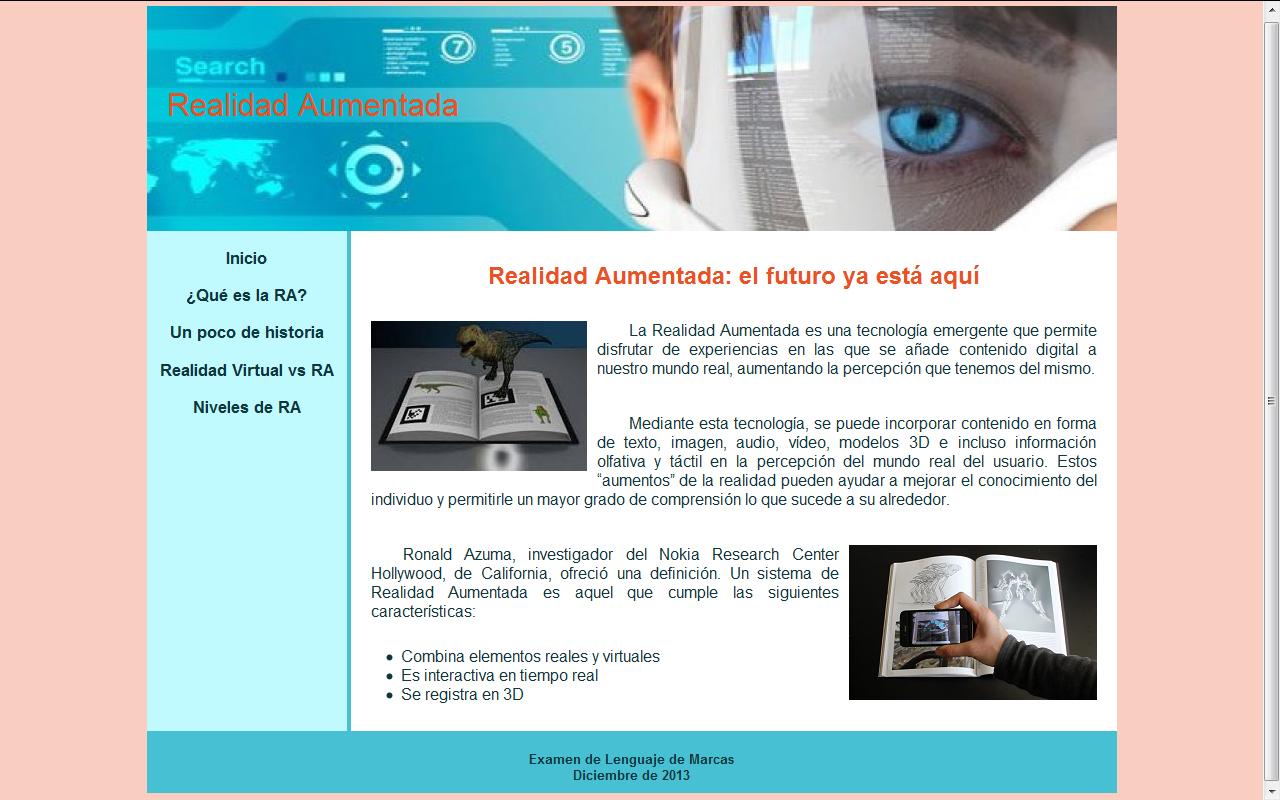 Search
7
5
Realidad Aumentada
Inicio
¿Qué es la RA?
Un poco de historia
Realidad Virtual vs RA
Niveles de RA
Realidad Aumentada: el futuro ya está aquí
La Realidad Aumentada es una tecnología emergente que permite
disfrutar de experiencias en las que se añade contenido digital a
nuestro mundo real, aumentando la percepción que tenemos del mismo.
Mediante esta tecnología, se puede incorporar contenido en forma
de texto, imagen, audio, vídeo, modelos 3D e incluso información
olfativa y táctil en la percepción del mundo real del usuario. Estos
“aumentos” de la realidad pueden ayudar a mejorar el conocimiento del
individuo y permitirle un mayor grado de comprensión lo que sucede a su alrededor.
Ronald Azuma, investigador del Nokia Research Center
Hollywood, de California, ofreció una definición. Un sistema de
Realidad Aumentada es aquel que cumple las siguientes
características:
• Combina elementos reales y virtuales
• Es interactiva en tiempo real
• Se registra en 3D
Examen de Lenguaje de Marcas
Diciembre de 2013